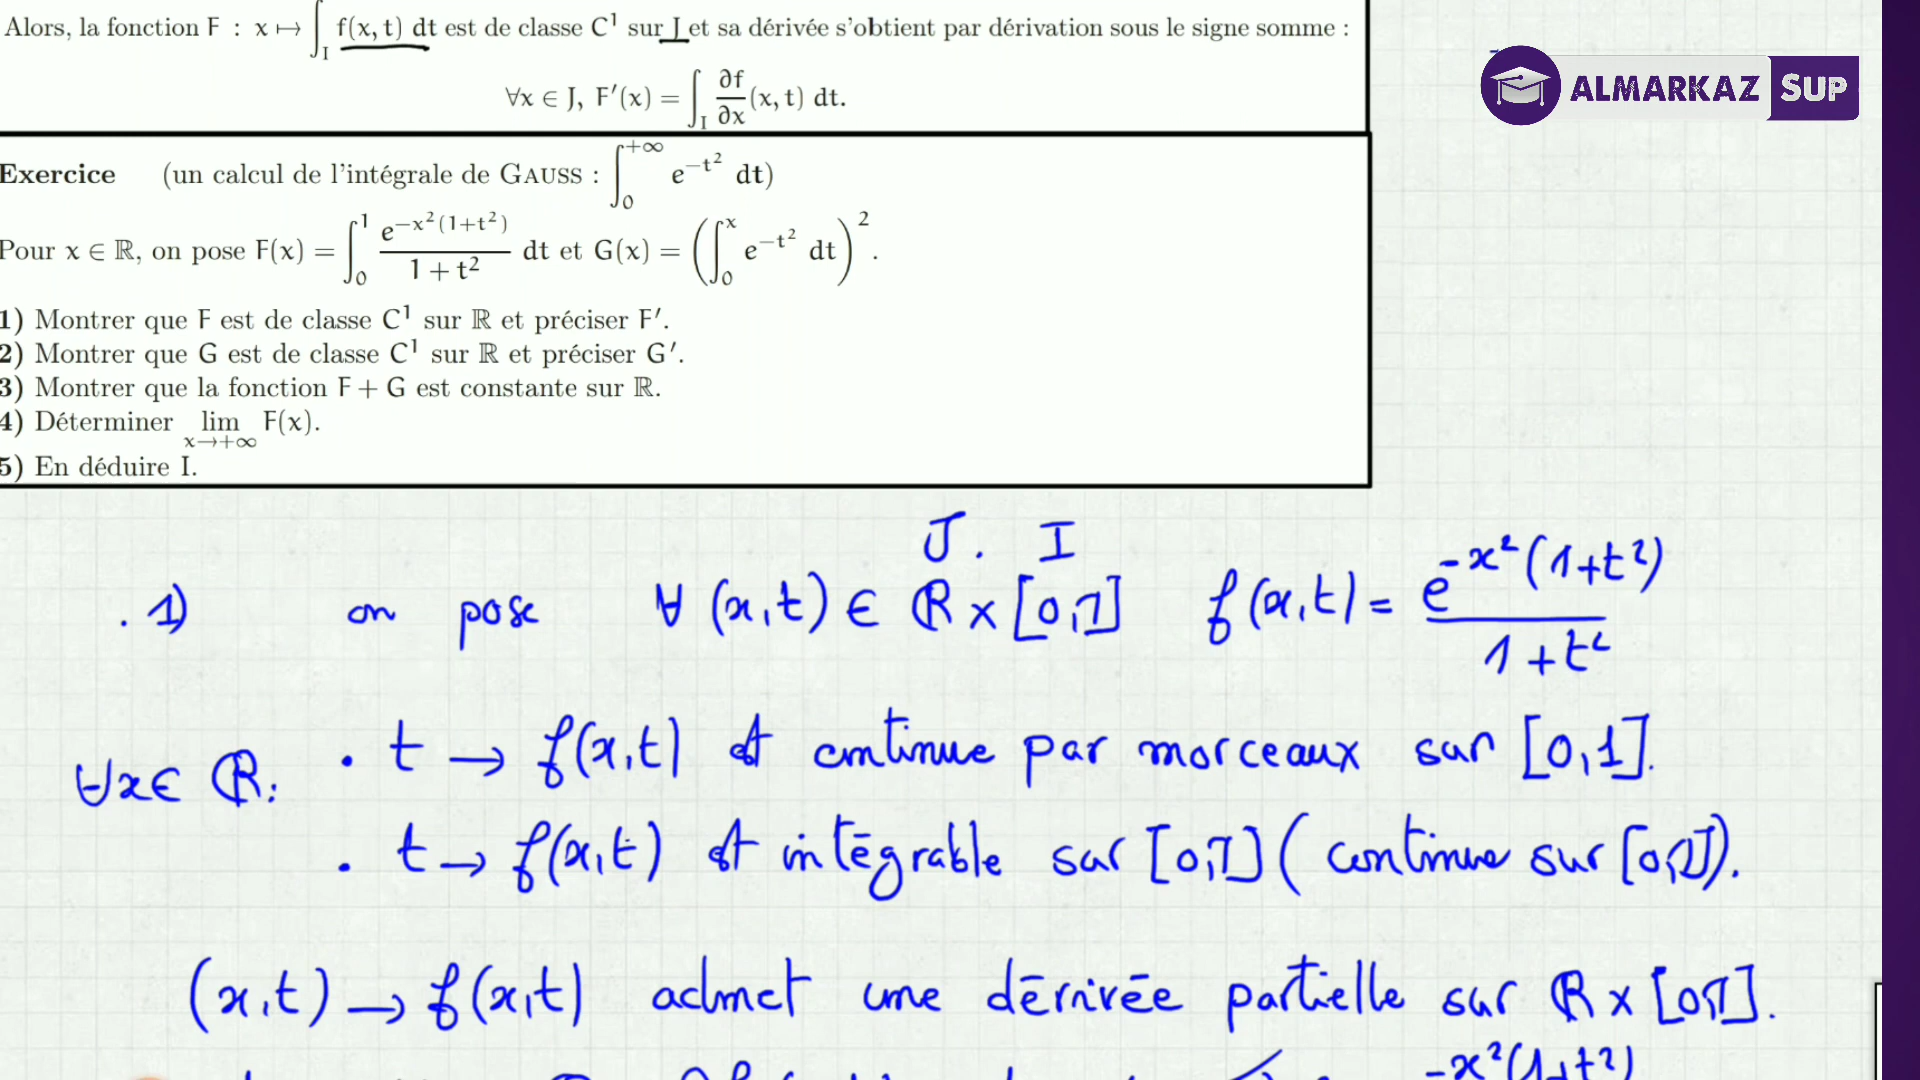 Alors, la fonction F : x ↦ ∫_I f(x, t) dt est de classe C¹ sur J et sa dérivée s'obtient par dérivation sous le signe somme :
∀x ∈ J, F′(x) = ∫_I ∂f/∂x (x, t) dt.
ALMARKAZ SUP
Exercice (un calcul de l'intégrale de GAUSS : ∫_0^{+∞} e^{−t²} dt)
Pour x ∈ ℝ, on pose F(x) = ∫_0^1 e^{−x²(1+t²)} / (1 + t²) dt et G(x) = (∫_0^x e^{−t²} dt)².
1) Montrer que F est de classe C¹ sur ℝ et préciser F′.
2) Montrer que G est de classe C¹ sur ℝ et préciser G′.
3) Montrer que la fonction F + G est constante sur ℝ.
4) Déterminer lim_{x→+∞} F(x).
5) En déduire I.
J . I
. 1) on pose ∀ (x,t) ∈ ℝ × [0,1] f(x,t) = e^{-x²(1+t²)} / (1+t²)
∀x∈ ℝ: . t → f(x,t) est continue par morceaux sur [0,1].
. t → f(x,t) est intégrable sur [0,1] ( continue sur [0,1]).
(x,t) → f(x,t) admet une dérivée partielle sur ℝ × [0,1].
-x²(1+t²)